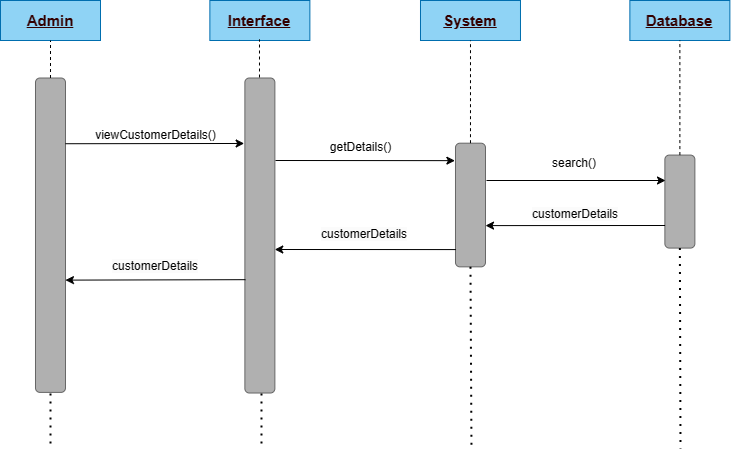 Admin
Interface
System
Database
viewCustomerDetails()
getDetails()
search()
customerDetails
customerDetails
customerDetails